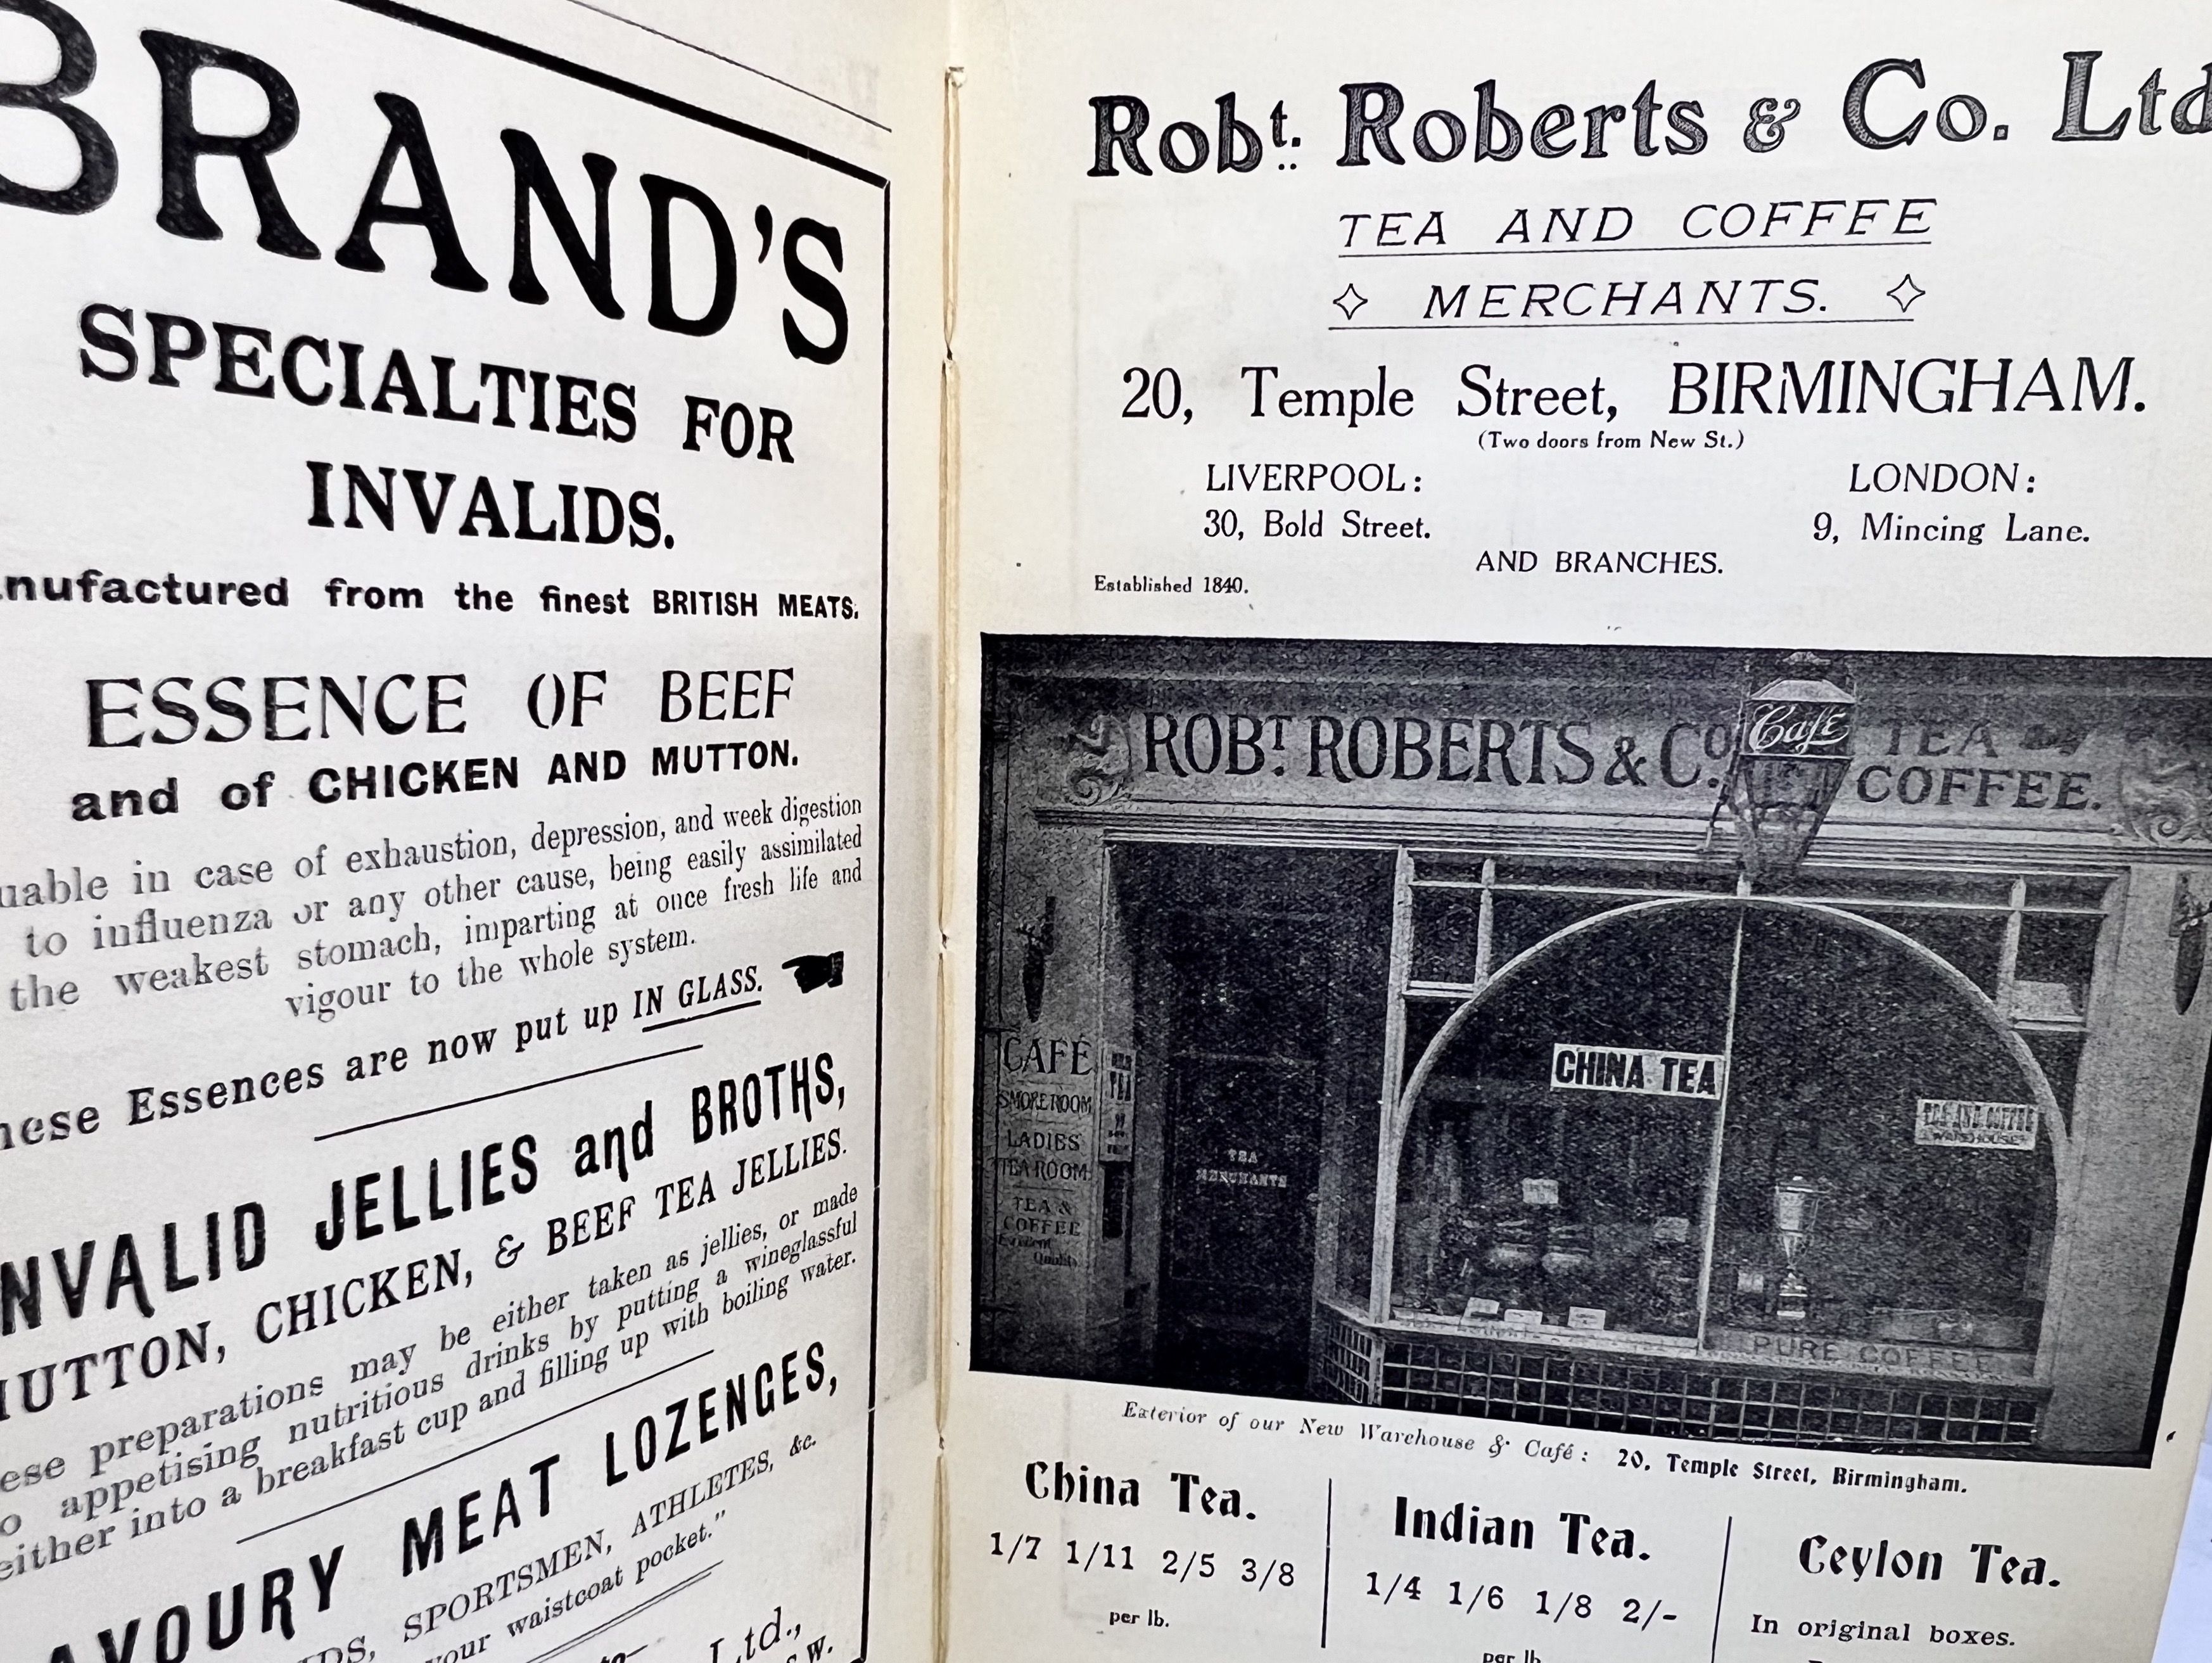 BRAND'S
SPECIALTIES FOR
INVALIDS.
from the finest BRITISH MEATS.
ESSENCE OF BEEF
and of CHICKEN AND MUTTON.
in case of exhaustion, depression, and week digestion
to influenza or any other cause, being easily assimilated
the weakest stomach, imparting at once fresh life and
vigour to the whole system.
Essences are now put up IN GLASS.
JELLIES and BROTHS,
CHICKEN, & BEEF TEA JELLIES.
preparations may be either taken as jellies, or made
appetising nutritious drinks by putting a wineglassful
either into a breakfast cup and filling up with boiling water.
MEAT LOZENGES,
SPORTSMEN, ATHLETES, &c.
waistcoat pocket."
Ltd.,
Robt. Roberts & Co. Ltd
TEA AND COFFEE
MERCHANTS.
20, Temple Street, BIRMINGHAM.
(Two doors from New St.)
LIVERPOOL:
30, Bold Street.
LONDON:
9, Mincing Lane.
AND BRANCHES.
Established 1840.
ROBT. ROBERTS & Co.
Café
TEA
COFFEE.
CAFÉ
SMOKE ROOM
LADIES'
TEA ROOM
TEA &
COFFEE
Excellent
Quality
TEA
MERCHANTS
CHINA TEA
TEA AND COFFEE
WAREHOUSE
PURE COFFEE
Exterior of our New Warehouse & Café: 20, Temple Street, Birmingham.
China Tea.
1/7 1/11 2/5 3/8
per lb.
Indian Tea.
1/4 1/6 1/8 2/-
per lb
Ceylon Tea.
In original boxes.